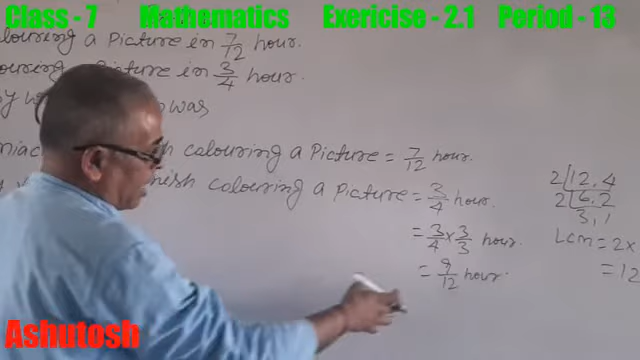 Class - 7 Mathematics Exericise - 2.1 Period - 13
colouring a Picture in 7/12 hour.
Picture in 3/4 hour.
was
colouring a Picture = 7/12 hour.
colouring a Picture = 3/4 hour.
= 3/4 x 3/3 hour.
= 9/12 hour.
2 12, 4
2 6, 2
3, 1
LCM = 2 x
= 12
Ashutosh